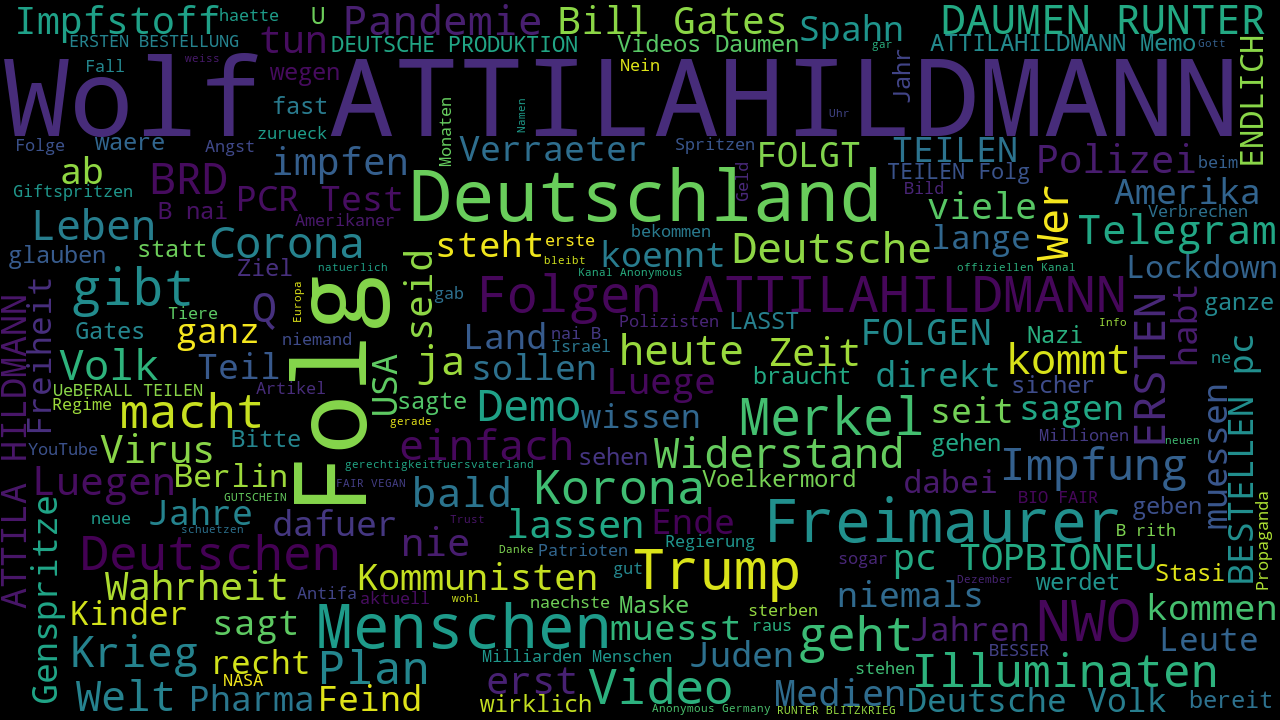 Impfstoff haette U Pandemie Bill Gates Spahn DAUMEN RUNTER
ERSTEN BESTELLUNG tun DEUTSCHE PRODUKTION Videos Daumen gar ATTILAHILDMANN Memo Gott
Fall weiss wegen Nein Jahr ENDLICH
Wolf ATTILAHILDMANN
fast Monaten Namen Uhr
zurueck
Folge waere Angst impfen Verraeter Spritzen FOLGT TEILEN Polizei beim
ab BRD Geld TEILEN Folg
Giftspritzen PCR Test Deutschland Bild Amerika
B nai Amerikaner viele Verbrechen
Leben Corona bekommen wer Telegram
glauben statt steht erste koennt Deutsche lange
Ziel natuerlich bleibt Kanal Anonymous offiziellen Kanal Lockdown
gibt Q Europa Folg seid gab Folgen ATTILAHILDMANN ERSTEN habt ganze
Tiere Polizisten LASST Info
Gates ganz niemand Land nai B FOLGEN Nazi
Freiheit Israel heute Zeit kommt ne pc
Volk Teil USA ja sollen direkt
UeBERALL TEILEN Artikel Luege braucht sicher
Regime macht sagte Demo wissen Merkel seit sagen muessen
gerade
YouTube Virus Bitte einfach gehen Millionen neuen
sehen Widerstand
Luegen Berlin gerechtigkeitfuersvaterland Voelkermord Impfung
GUTSCHEIN FAIR VEGAN bald Korona dabei BIO FAIR geben BESTELLEN
ATTILA HILDMANN Genspritze neue Jahre dafuer Trust lassen Ende Freimaurer B rith Propaganda
schuetzen
Deutschen nie Danke Patrioten Regierung sogar pc TOPBIONEU
Wahrheit Kommunisten gut Trump Dezember werdet Stasi
Kinder Antifa aktuell wohl naechste Maske sterben niemals kommen
sagt Menschen muesst raus geht Jahren NWO Leute
Krieg recht Plan Milliarden Menschen Juden BESSER
NASA erst stehen Illuminaten
Welt Pharma Feind wirklich Video Medien Deutsche Volk bereit
Anonymous Germany RUNTER BLITZKRIEG